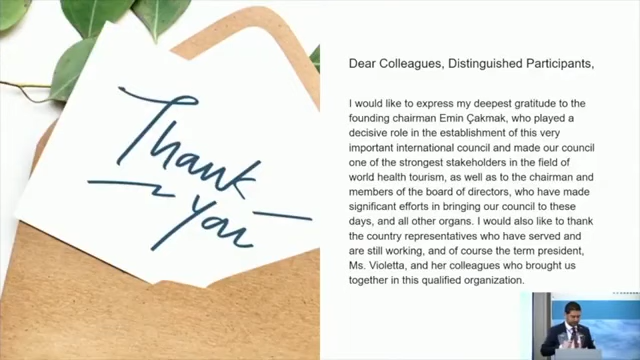 Thank
you
Dear Colleagues, Distinguished Participants,
I would like to express my deepest gratitude to the
founding chairman Emin Çakmak, who played a
decisive role in the establishment of this very
important international council and made our council
one of the strongest stakeholders in the field of
world health tourism, as well as to the chairman and
members of the board of directors, who have made
significant efforts in bringing our council to these
days, and all other organs. I would also like to thank
the country representatives who have served and
are still working, and of course the term president,
Ms. Violetta, and her colleagues who brought us
together in this qualified organization.